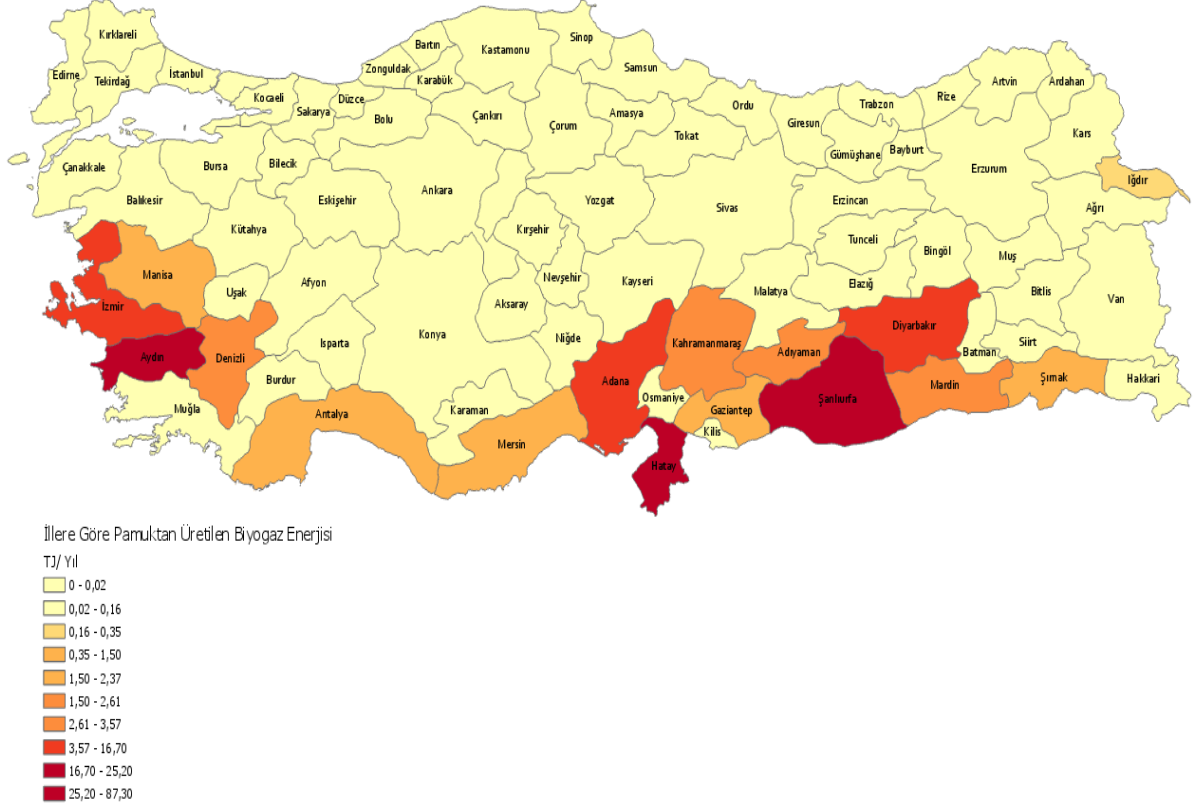 Kırklareli
Edirne
Tekirdağ
İstanbul
Kocaeli
Sakarya
Düzce
Bolu
Zonguldak
Bartın
Karabük
Kastamonu
Sinop
Samsun
Çankırı
Çorum
Amasya
Tokat
Ordu
Giresun
Trabzon
Rize
Artvin
Ardahan
Gümüşhane
Bayburt
Kars
Erzurum
Iğdır
Ağrı
Çanakkale
Bursa
Bilecik
Balıkesir
Kütahya
Eskişehir
Ankara
Kırşehir
Yozgat
Sivas
Erzincan
Tunceli
Bingöl
Muş
Bitlis
Van
Manisa
Uşak
Afyon
Konya
Aksaray
Nevşehir
Kayseri
Malatya
Elazığ
İzmir
Aydın
Denizli
Isparta
Burdur
Muğla
Antalya
Karaman
Niğde
Mersin
Adana
Kahramanmaraş
Osmaniye
Adıyaman
Gaziantep
Kilis
Hatay
Şanlıurfa
Diyarbakır
Mardin
Batman
Siirt
Şırnak
Hakkari
İllere Göre Pamuktan Üretilen Biyogaz Enerjisi
TJ/ Yıl
0 - 0,02
0,02 - 0,16
0,16 - 0,35
0,35 - 1,50
1,50 - 2,37
1,50 - 2,61
2,61 - 3,57
3,57 - 16,70
16,70 - 25,20
25,20 - 87,30